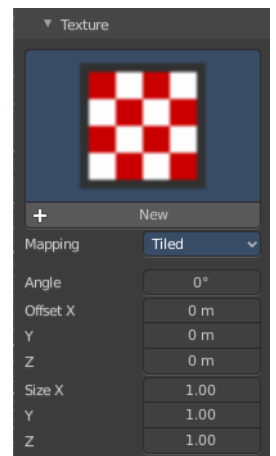 Texture
New
Mapping Tiled
Angle 0°
Offset X 0 m
Y 0 m
Z 0 m
Size X 1.00
Y 1.00
Z 1.00